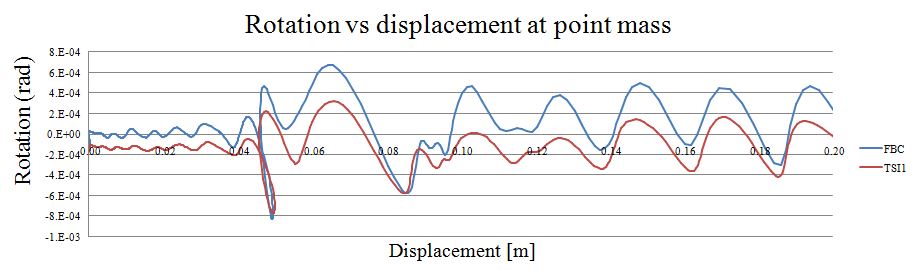 Rotation vs displacement at point mass
Rotation (rad)
8.E-04
6.E-04
4.E-04
2.E-04
0.E+00
-2.E-04
-4.E-04
-6.E-04
-8.E-04
-1.E-03
0.00 0.02 0.04 0.06 0.08 0.10 0.12 0.14 0.16 0.18 0.20
FBC
TSI1
Displacement [m]